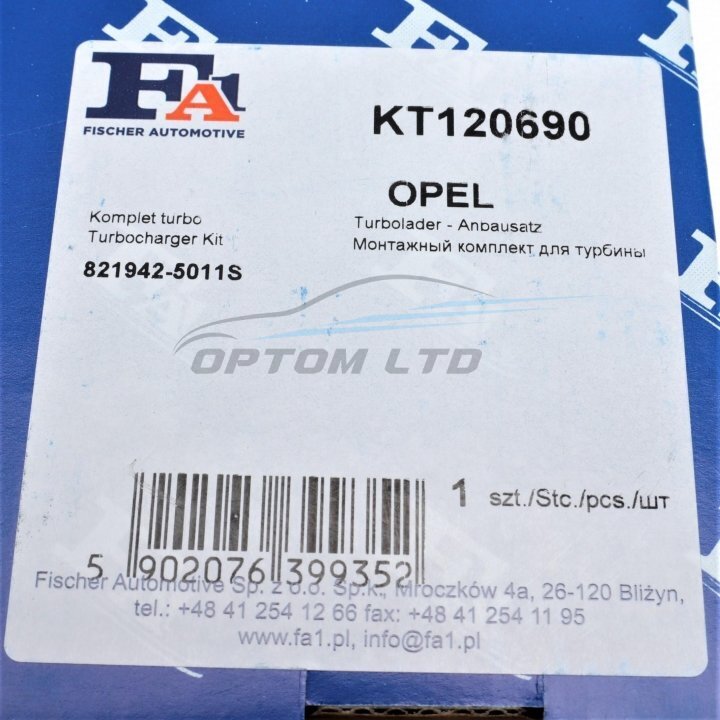 FA1
FISCHER AUTOMOTIVE
KT120690
OPEL
Komplet turbo
Turbocharger Kit
821942-5011S
Turbolader - Anbausatz
Монтажный комплект для турбины
OPTOM LTD
1 szt./Stc./pcs./шт
5 902076 399352
Fischer Automotive Sp. z o.o. Sp.k., Mroczków 4a, 26-120 Bliżyn,
tel.: +48 41 254 12 66 fax: +48 41 254 11 95
www.fa1.pl, info@fa1.pl